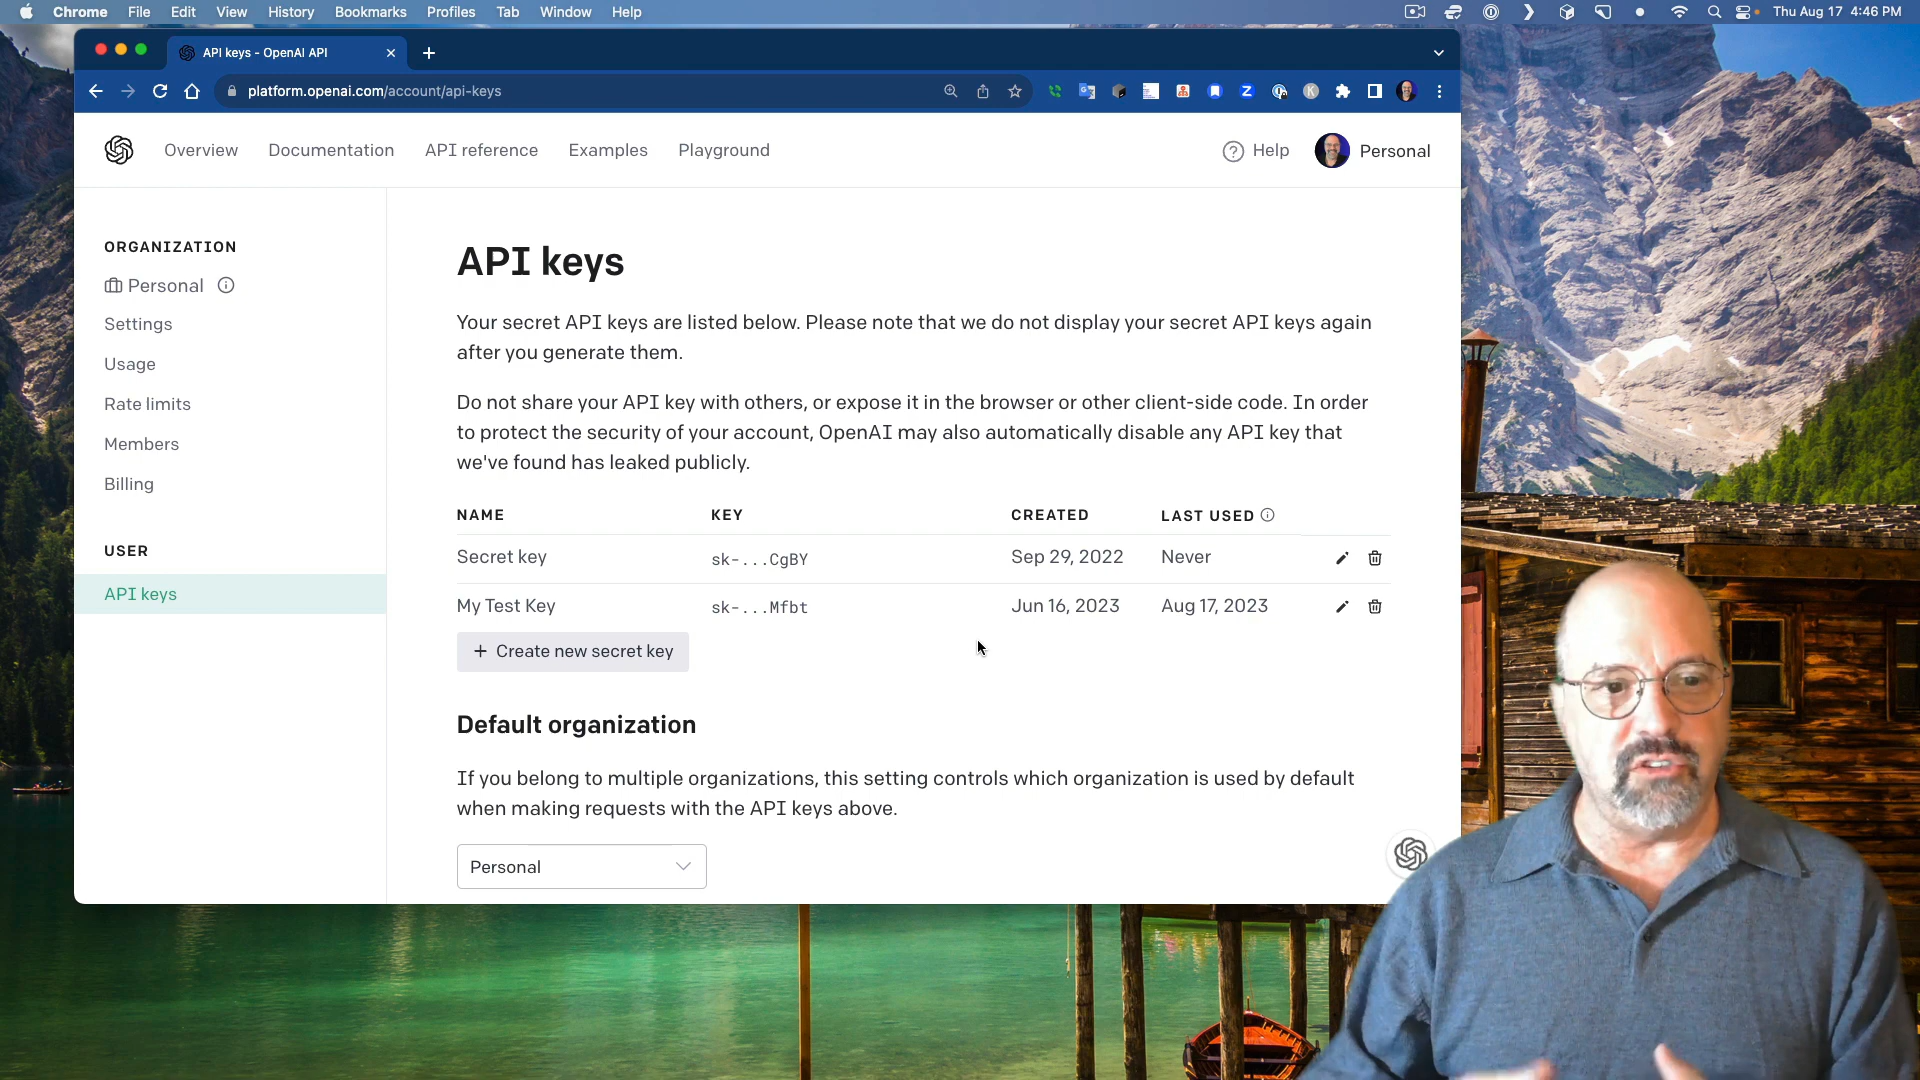 Chrome File Edit View History Bookmarks Profiles Tab Window Help
Thu Aug 17 4:46 PM
API keys - OpenAI API
platform.openai.com/account/api-keys
Overview Documentation API reference Examples Playground
Help Personal
ORGANIZATION
Personal
Settings
Usage
Rate limits
Members
Billing
USER
API keys
API keys
Your secret API keys are listed below. Please note that we do not display your secret API keys again
after you generate them.
Do not share your API key with others, or expose it in the browser or other client-side code. In order
to protect the security of your account, OpenAI may also automatically disable any API key that
we've found has leaked publicly.
NAME KEY CREATED LAST USED
Secret key sk-...CgBY Sep 29, 2022 Never
My Test Key sk-...Mfbt Jun 16, 2023 Aug 17, 2023
+ Create new secret key
Default organization
If you belong to multiple organizations, this setting controls which organization is used by default
when making requests with the API keys above.
Personal